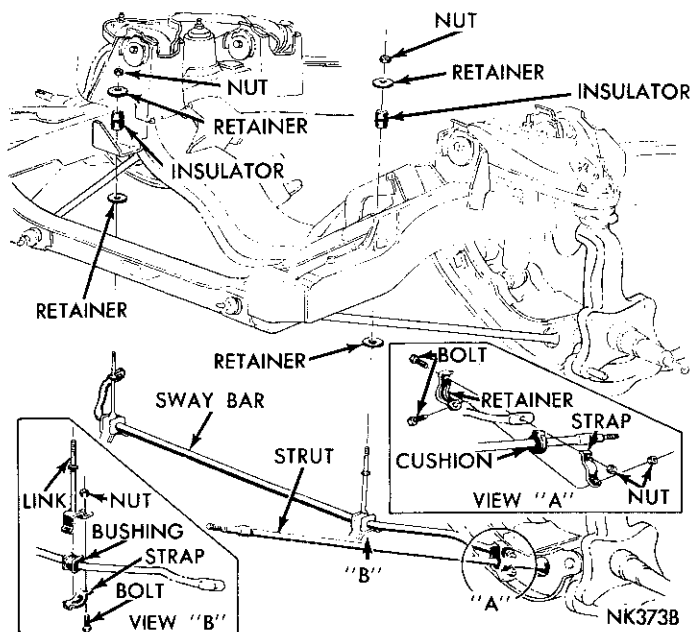 NUT
RETAINER
INSULATOR
NUT
RETAINER
INSULATOR
RETAINER
RETAINER
BOLT
RETAINER
STRAP
CUSHION
NUT
VIEW "A"
SWAY BAR
STRUT
LINK
NUT
BUSHING
STRAP
BOLT
VIEW "B"
"B"
"A"
NK373B